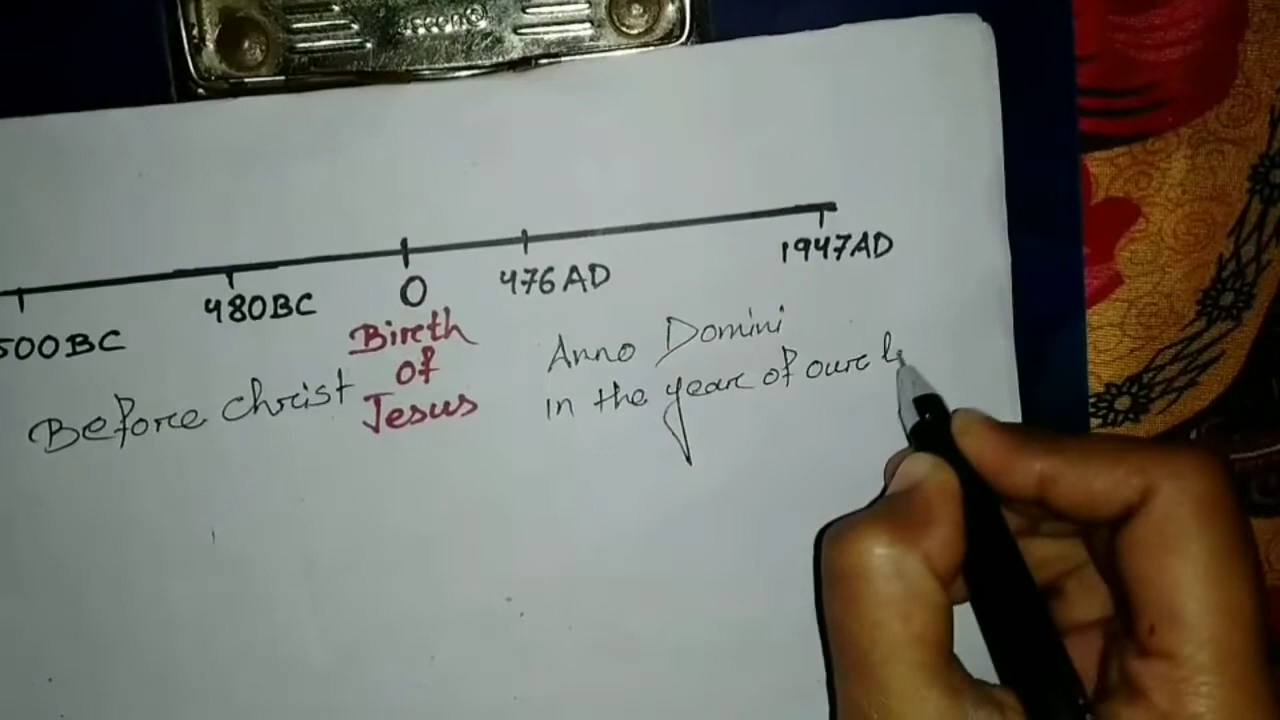 500BC
480BC
0
476AD
1947AD
Before Christ
Birth
of
Jesus
Anno Domini
in the year of our L